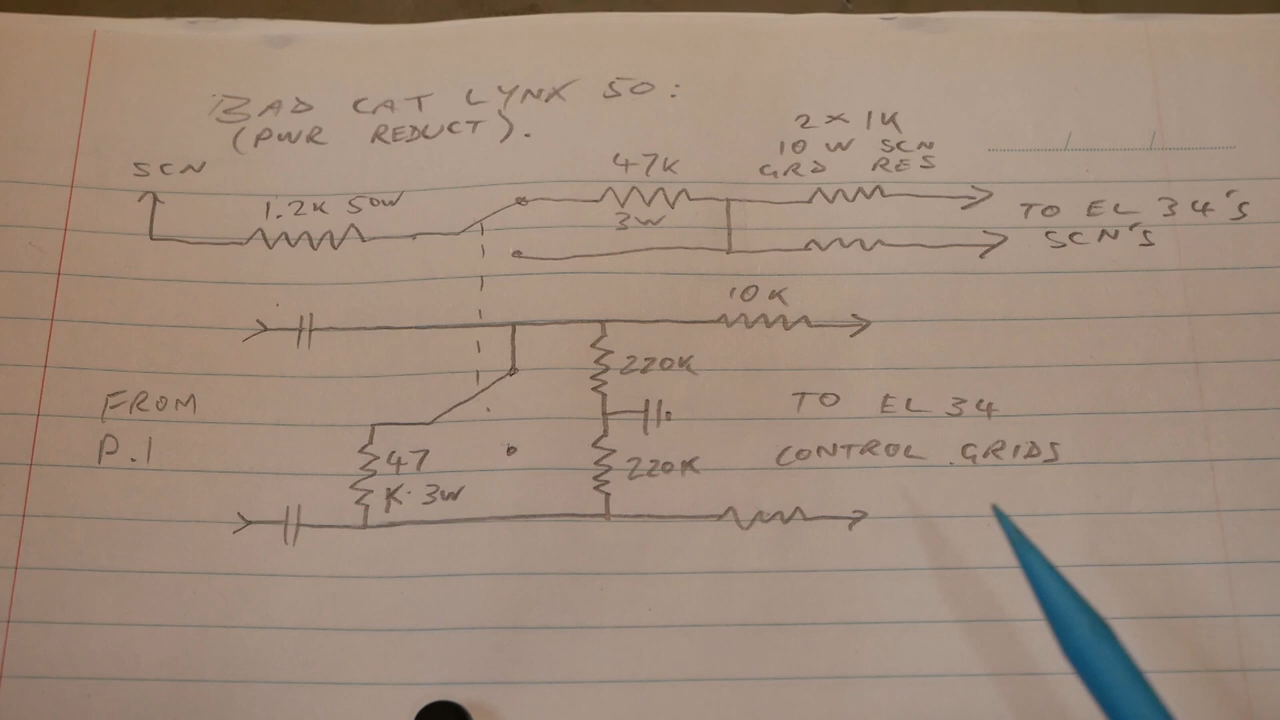 BAD CAT LYNX 50:
(PWR REDUCT).
2 X 1K
10 W SCN
GRD RES
SCN
47K
1.2K 50W
3W
TO EL 34'S
SCN'S
10K
220K
FROM
P.I
TO EL 34
CONTROL GRIDS
47
K· 3W
220K